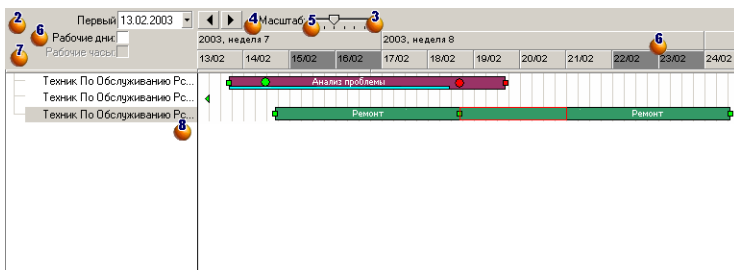 2 Первый 13.02.2003 4 Масштаб: 5 3
6 Рабочие дни: 2003, неделя 7 2003, неделя 8 6
7 Рабочие часы: 13/02 14/02 15/02 16/02 17/02 18/02 19/02 20/02 21/02 22/02 23/02 24/02
Техник По Обслуживанию Рс... Анализ проблемы
Техник По Обслуживанию Рс...
Техник По Обслуживанию Рс... Ремонт Ремонт
8